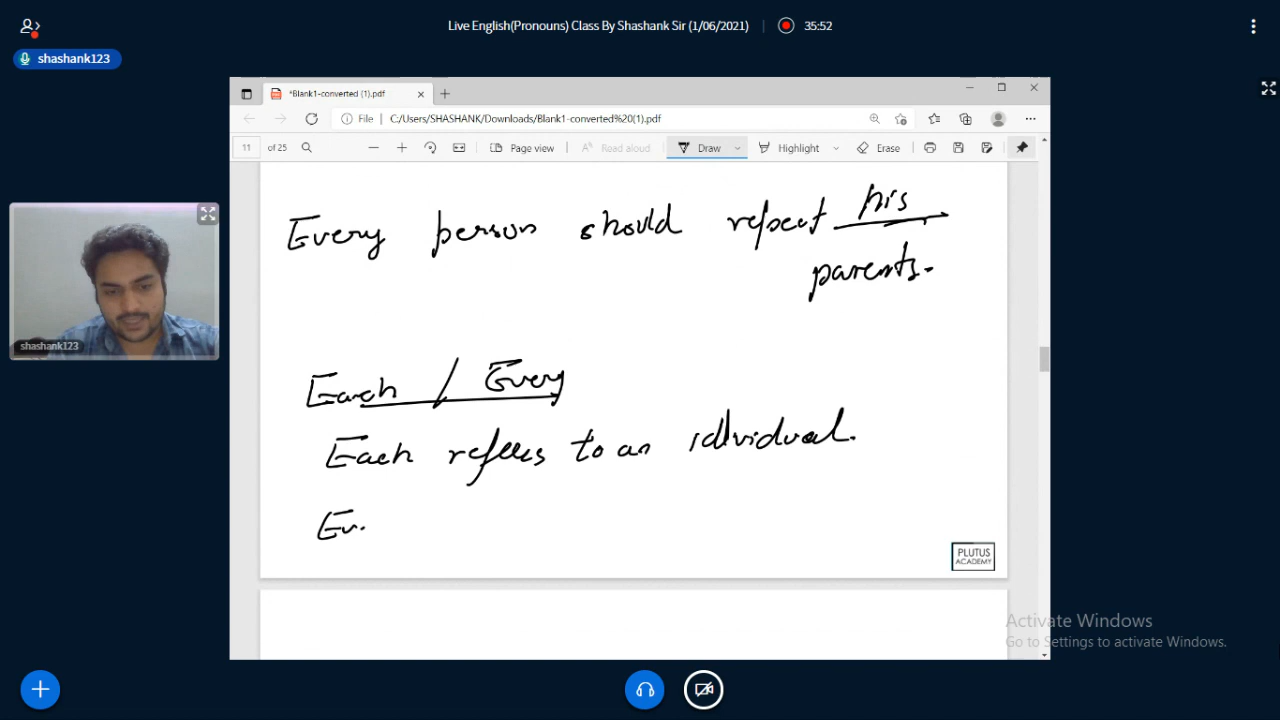 Live English(Pronouns) Class By Shashank Sir (1/06/2021) 35:52
shashank123
*Blank1-converted (1).pdf
File C:/Users/SHASHANK/Downloads/Blank1-converted%20(1).pdf
11 of 25 Page view Read aloud Draw Highlight Erase
Every person should respect his
parents.
shashank123
Each / Every
Each refers to an individual.
Ev
PLUTUS
ACADEMY
Activate Windows
Go to Settings to activate Windows.